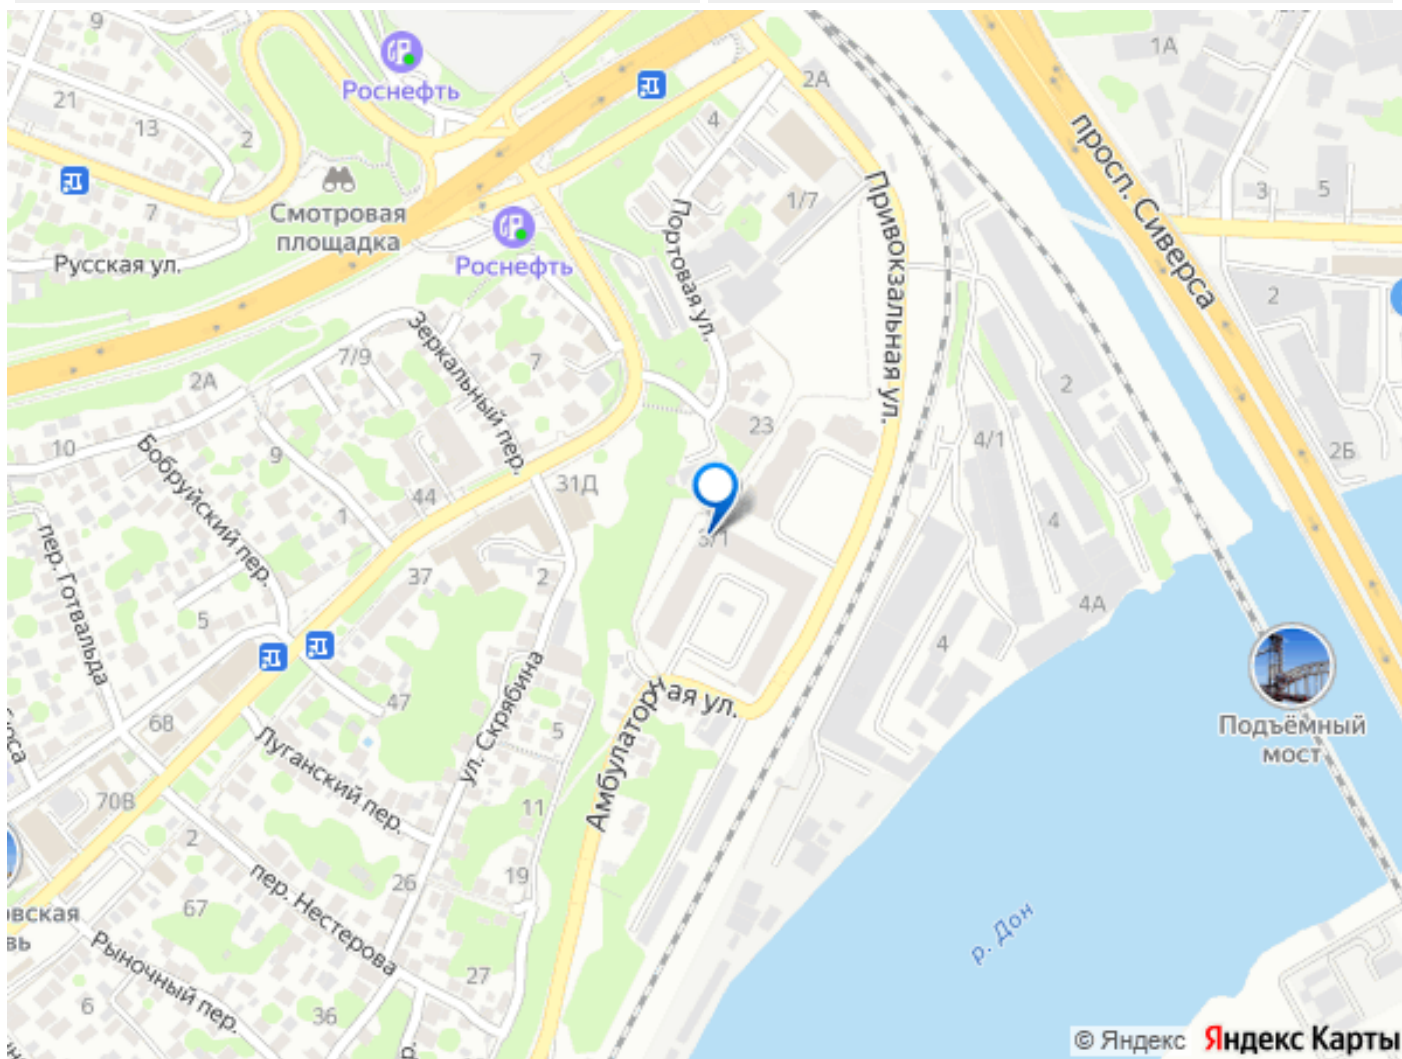 9
1А
Роснефть
2А
21
13
2
4
просп. Сиверса
3
5
7
Смотровая
площадка
1/7
Привокзальная ул.
Русская ул.
Роснефть
Портовая ул.
2
7/9
Зеркальный пер.
7
2А
2
10
Бобруйский пер.
9
23
4/1
2Б
44
31Д
1
3/1
4
пер. Готвальда
37
2
4А
5
4
47
ул. Скрябина
ая ул.
68
5
Подъёмный
мост
Луганский пер.
Амбулатор
70В
11
2
пер. Нестерова
26
19
67
р. Дон
Рыночный пер.
27
6
36
© Яндекс Яндекс Карты